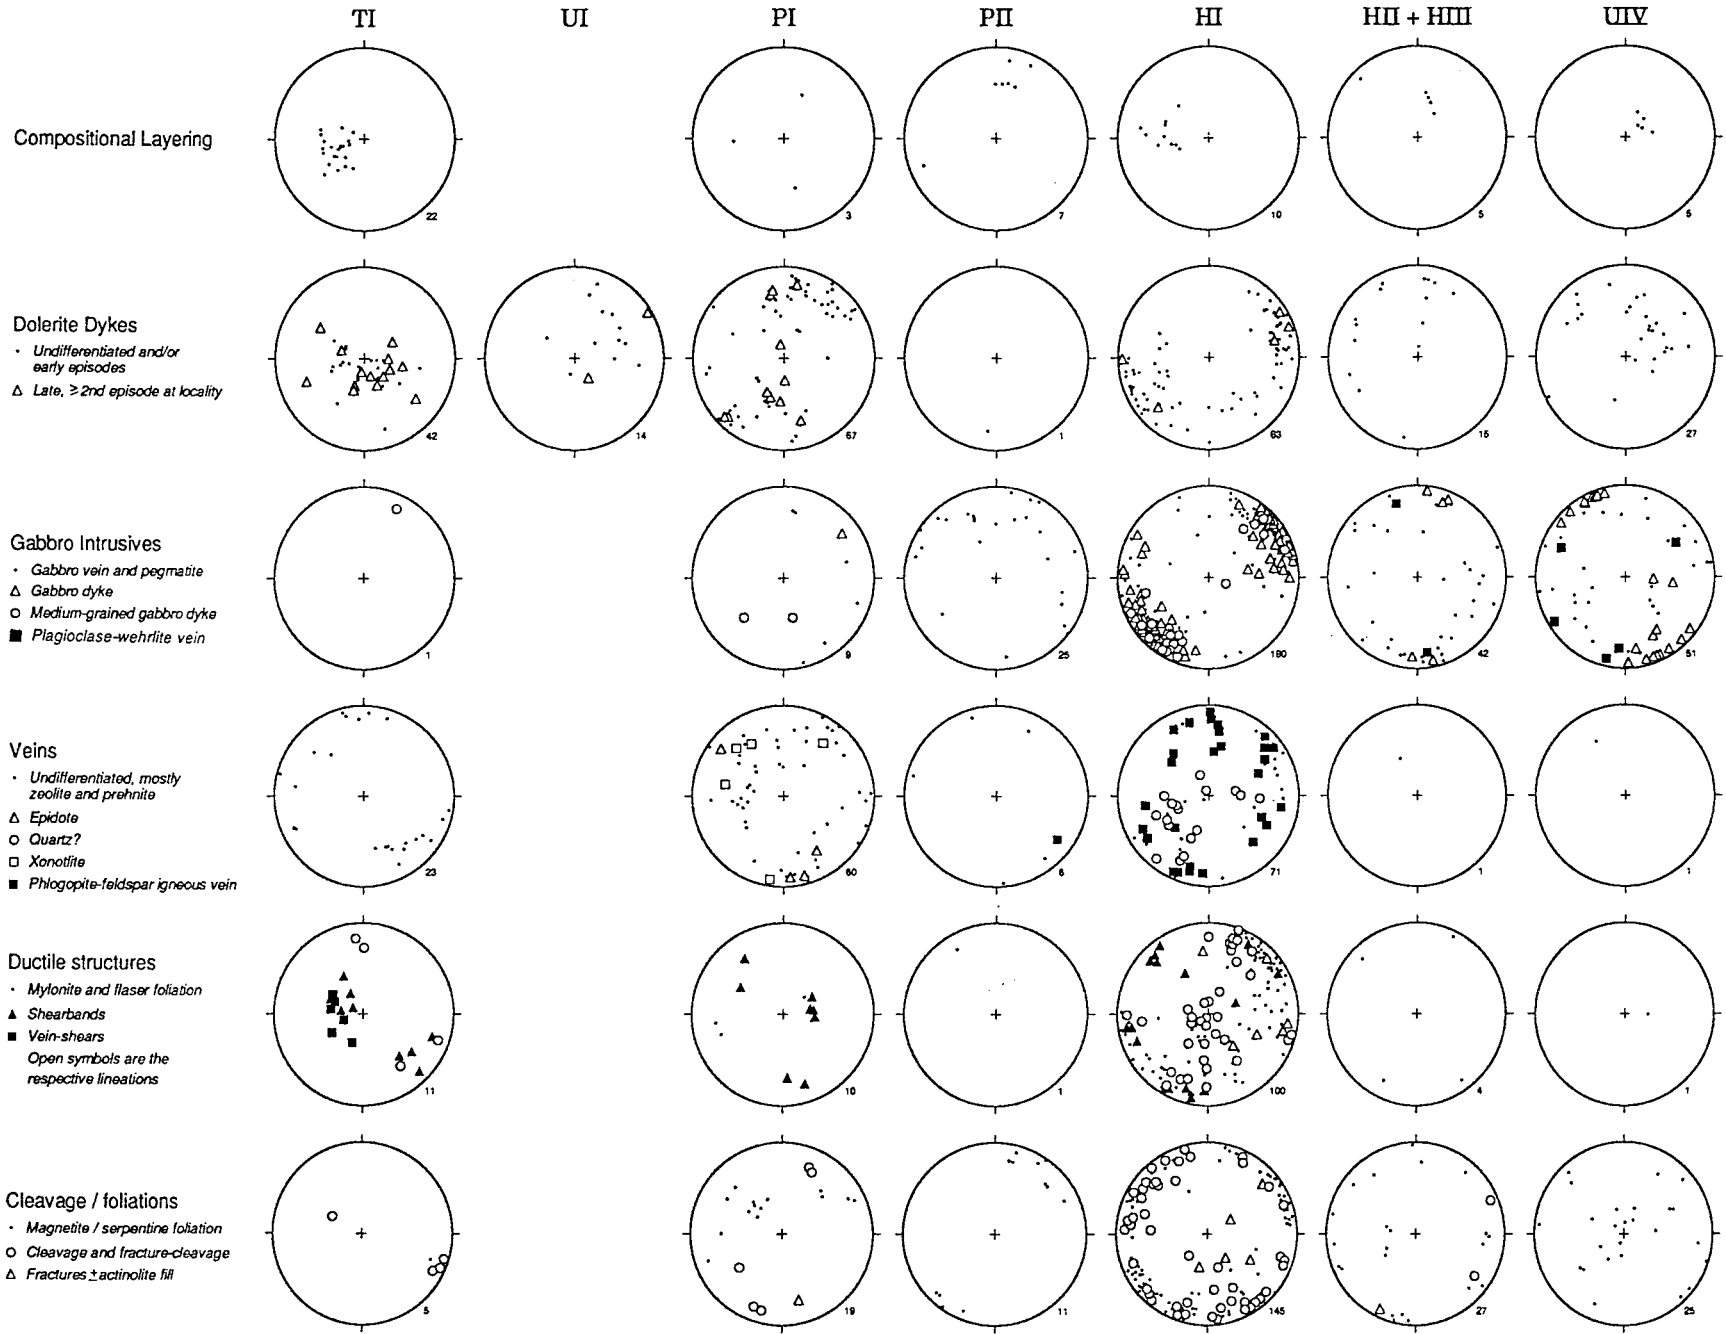 TI UI PI PII HI HII + HIII UIV
Compositional Layering
22 3 7 10 5 5
Dolerite Dykes
· Undifferentiated and/or
early episodes
△ Late, ≥2nd episode at locality
42 14 67 1 63 15 27
Gabbro Intrusives
· Gabbro vein and pegmatite
△ Gabbro dyke
○ Medium-grained gabbro dyke
■ Plagioclase-wehrlite vein
1 9 25 190 42 51
Veins
· Undifferentiated, mostly
zeolite and prehnite
△ Epidote
○ Quartz?
□ Xonotlite
■ Phlogopite-feldspar igneous vein
23 60 6 71 1 1
Ductile structures
· Mylonite and flaser foliation
▲ Shearbands
■ Vein-shears
Open symbols are the
respective lineations
11 10 1 100 4 1
Cleavage / foliations
· Magnetite / serpentine foliation
○ Cleavage and fracture-cleavage
△ Fractures ± actinolite fill
5 19 11 145 27 25